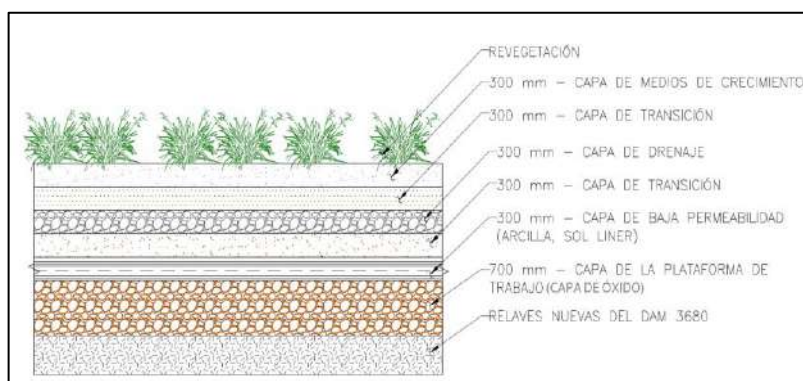 REVEGETACIÓN
300 mm – CAPA DE MEDIOS DE CRECIMIENTO
300 mm – CAPA DE TRANSICIÓN
300 mm – CAPA DE DRENAJE
300 mm – CAPA DE TRANSICIÓN
300 mm – CAPA DE BAJA PERMEABILIDAD
(ARCILLA, SOL LINER)
700 mm – CAPA DE LA PLATAFORMA DE
TRABAJO (CAPA DE ÓXIDO)
RELAVES NUEVAS DEL DAM 3680